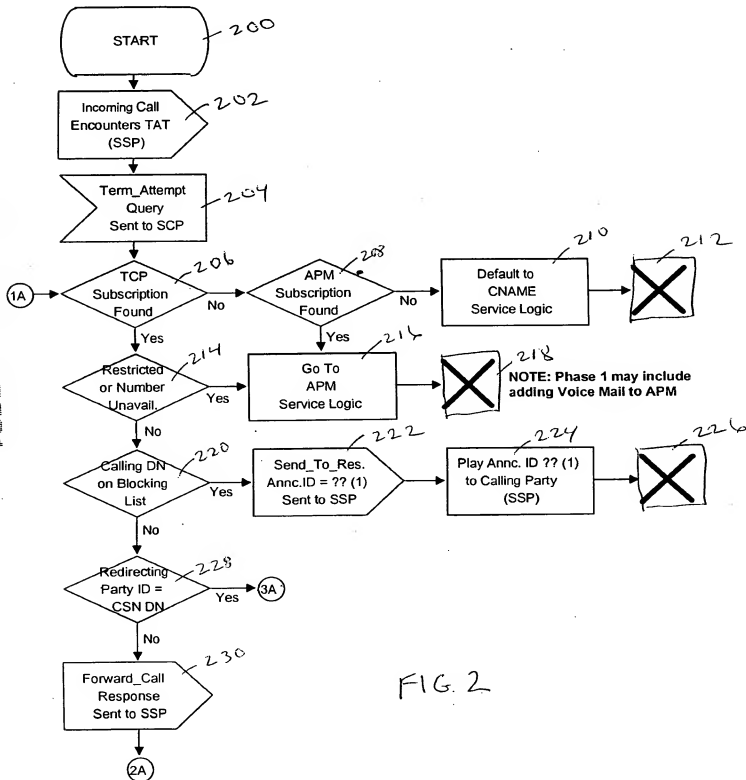 START
200
Incoming Call
Encounters TAT
(SSP)
202
Term_Attempt
Query
Sent to SCP
204
1A
TCP
Subscription
Found
206
No
Yes
APM
Subscription
Found
208
No
Yes
Default to
CNAME
Service Logic
210
212
Restricted
or Number
Unavail.
214
Yes
No
Go To
APM
Service Logic
216
218
NOTE: Phase 1 may include
adding Voice Mail to APM
Calling DN
on Blocking
List
220
Yes
No
Send_To_Res.
Annc.ID = ?? (1)
Sent to SSP
222
Play Annc. ID ?? (1)
to Calling Party
(SSP)
224
226
Redirecting
Party ID =
CSN DN
228
Yes
3A
No
Forward_Call
Response
Sent to SSP
230
2A
FIG. 2